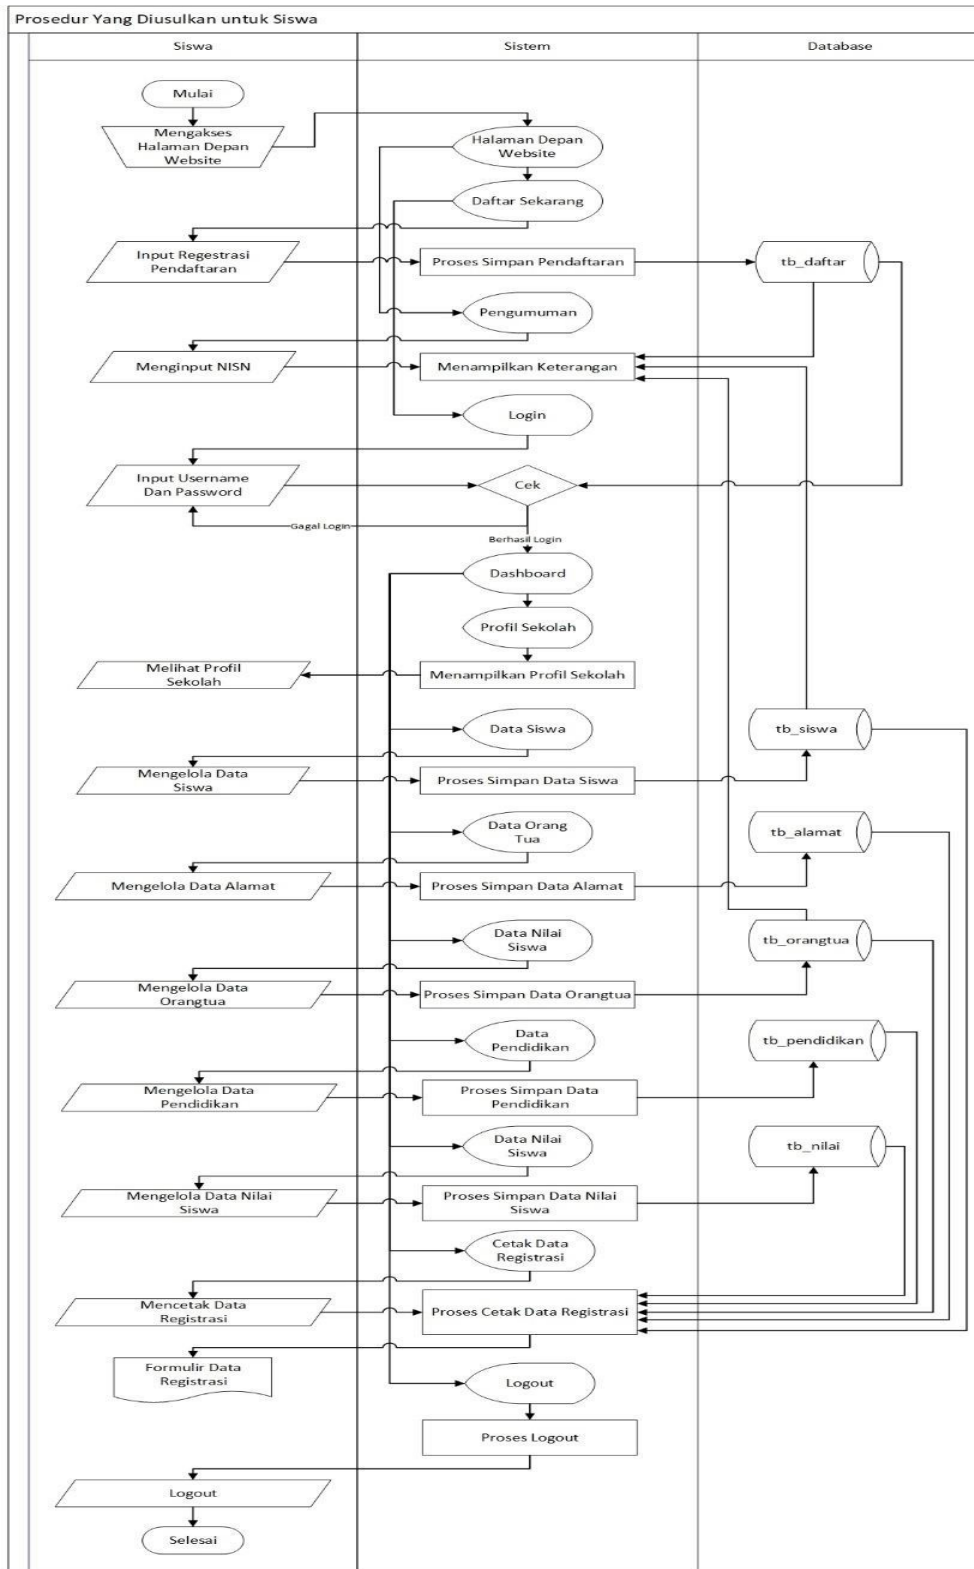 Prosedur Yang Diusulkan untuk Siswa
Siswa
Sistem
Database
Mulai
Mengakses
Halaman Depan
Website
Halaman Depan
Website
Daftar Sekarang
Input Regestrasi
Pendaftaran
Proses Simpan Pendaftaran
tb_daftar
Pengumuman
Menginput NISN
Menampilkan Keterangan
Login
Input Username
Dan Password
Cek
Gagal Login
Berhasil Login
Dashboard
Profil Sekolah
Melihat Profil
Sekolah
Menampilkan Profil Sekolah
Data Siswa
tb_siswa
Mengelola Data
Siswa
Proses Simpan Data Siswa
Data Orang
Tua
tb_alamat
Mengelola Data Alamat
Proses Simpan Data Alamat
Data Nilai
Siswa
tb_orangtua
Mengelola Data
Orangtua
Proses Simpan Data Orangtua
Data
Pendidikan
tb_pendidikan
Mengelola Data
Pendidikan
Proses Simpan Data
Pendidikan
Data Nilai
Siswa
tb_nilai
Mengelola Data Nilai
Siswa
Proses Simpan Data Nilai
Siswa
Cetak Data
Registrasi
Mencetak Data
Registrasi
Proses Cetak Data Registrasi
Formulir Data
Registrasi
Logout
Proses Logout
Logout
Selesai